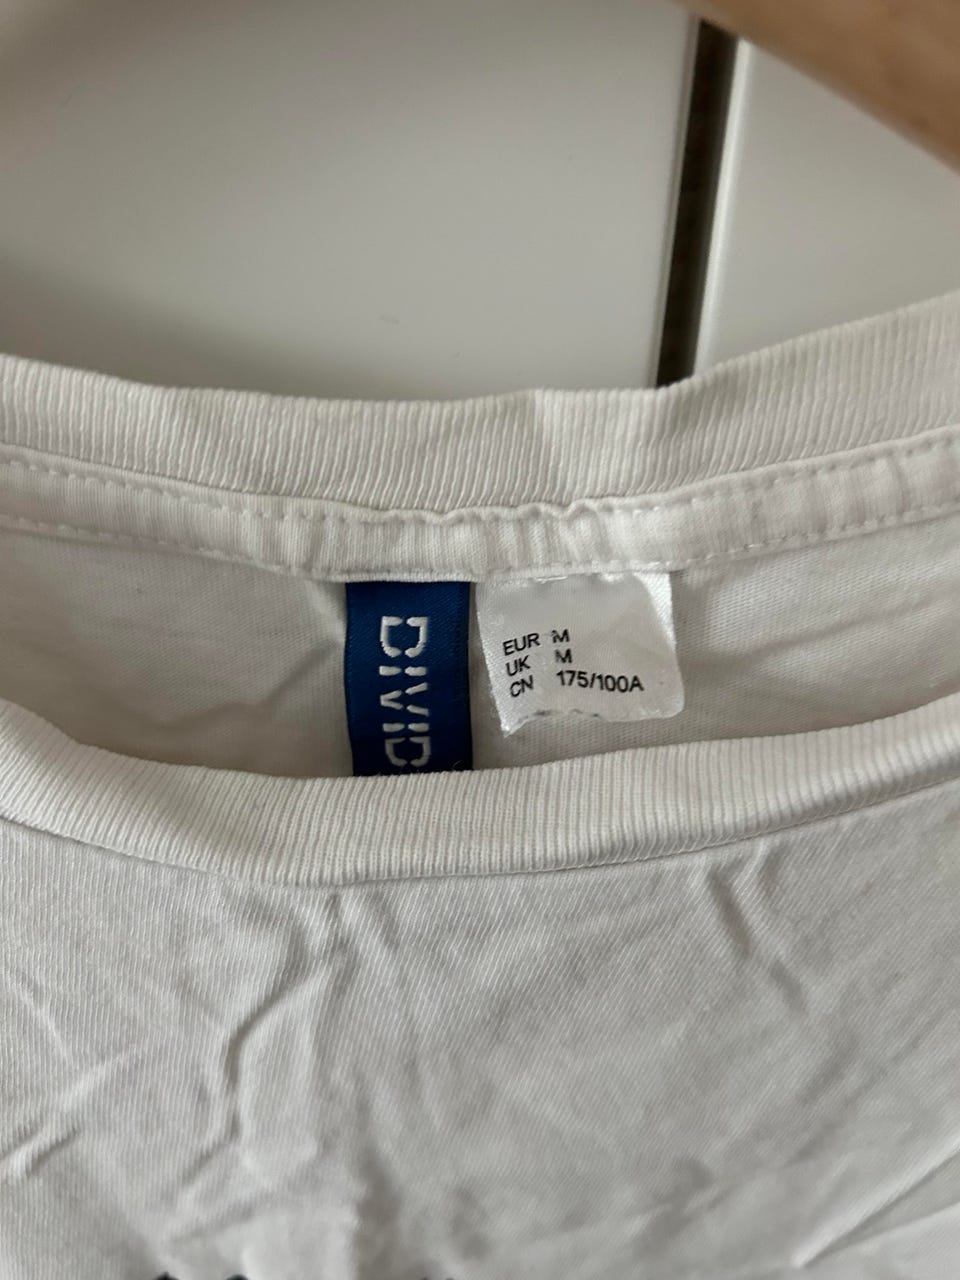 DIVID
EUR M
UK M
CN 175/100A